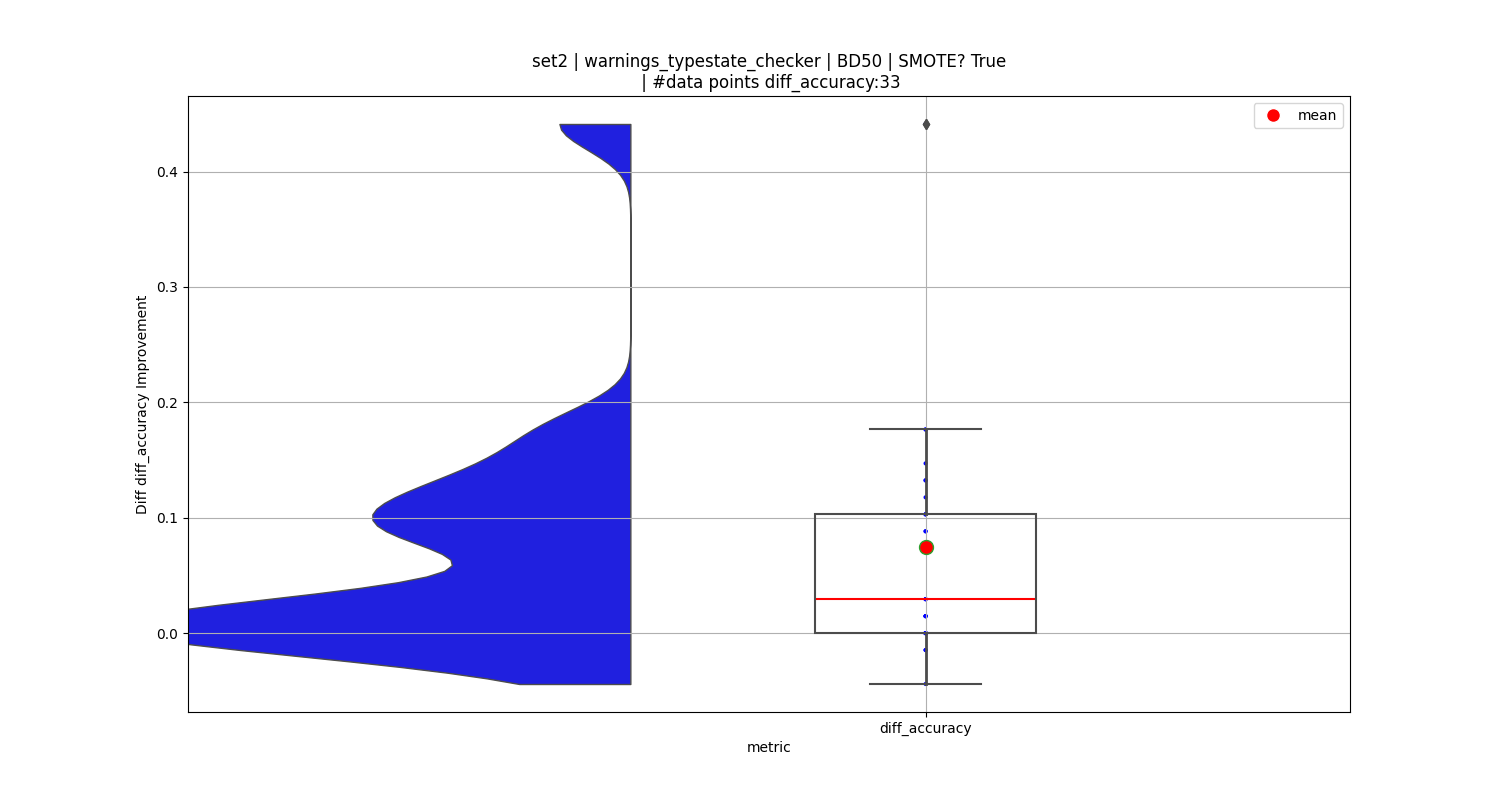 set2 | warnings_typestate_checker | BD50 | SMOTE? True
| #data points diff_accuracy:33
mean
0.4
0.3
0.2
0.1
0.0
Diff diff_accuracy Improvement
diff_accuracy
metric